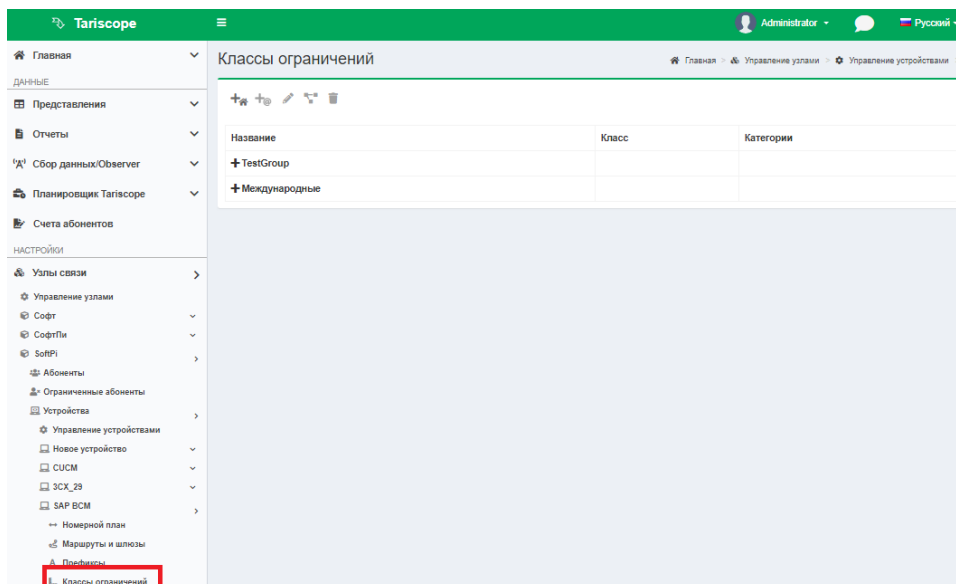 Tariscope
Administrator
Русский
Главная
ДАННЫЕ
Представления
Отчеты
Сбор данных/Observer
Планировщик Tariscope
Счета абонентов
НАСТРОЙКИ
Узлы связи
Управление узлами
Софт
СофтПи
SoftPi
Абоненты
Ограниченные абоненты
Устройства
Управление устройствами
Новое устройство
CUCM
3CX_29
SAP BCM
Номерной план
Маршруты и шлюзы
Префиксы
Классы ограничений
Классы ограничений
Главная > Управление узлами > Управление устройствами
Название Класс Категории
TestGroup
Международные